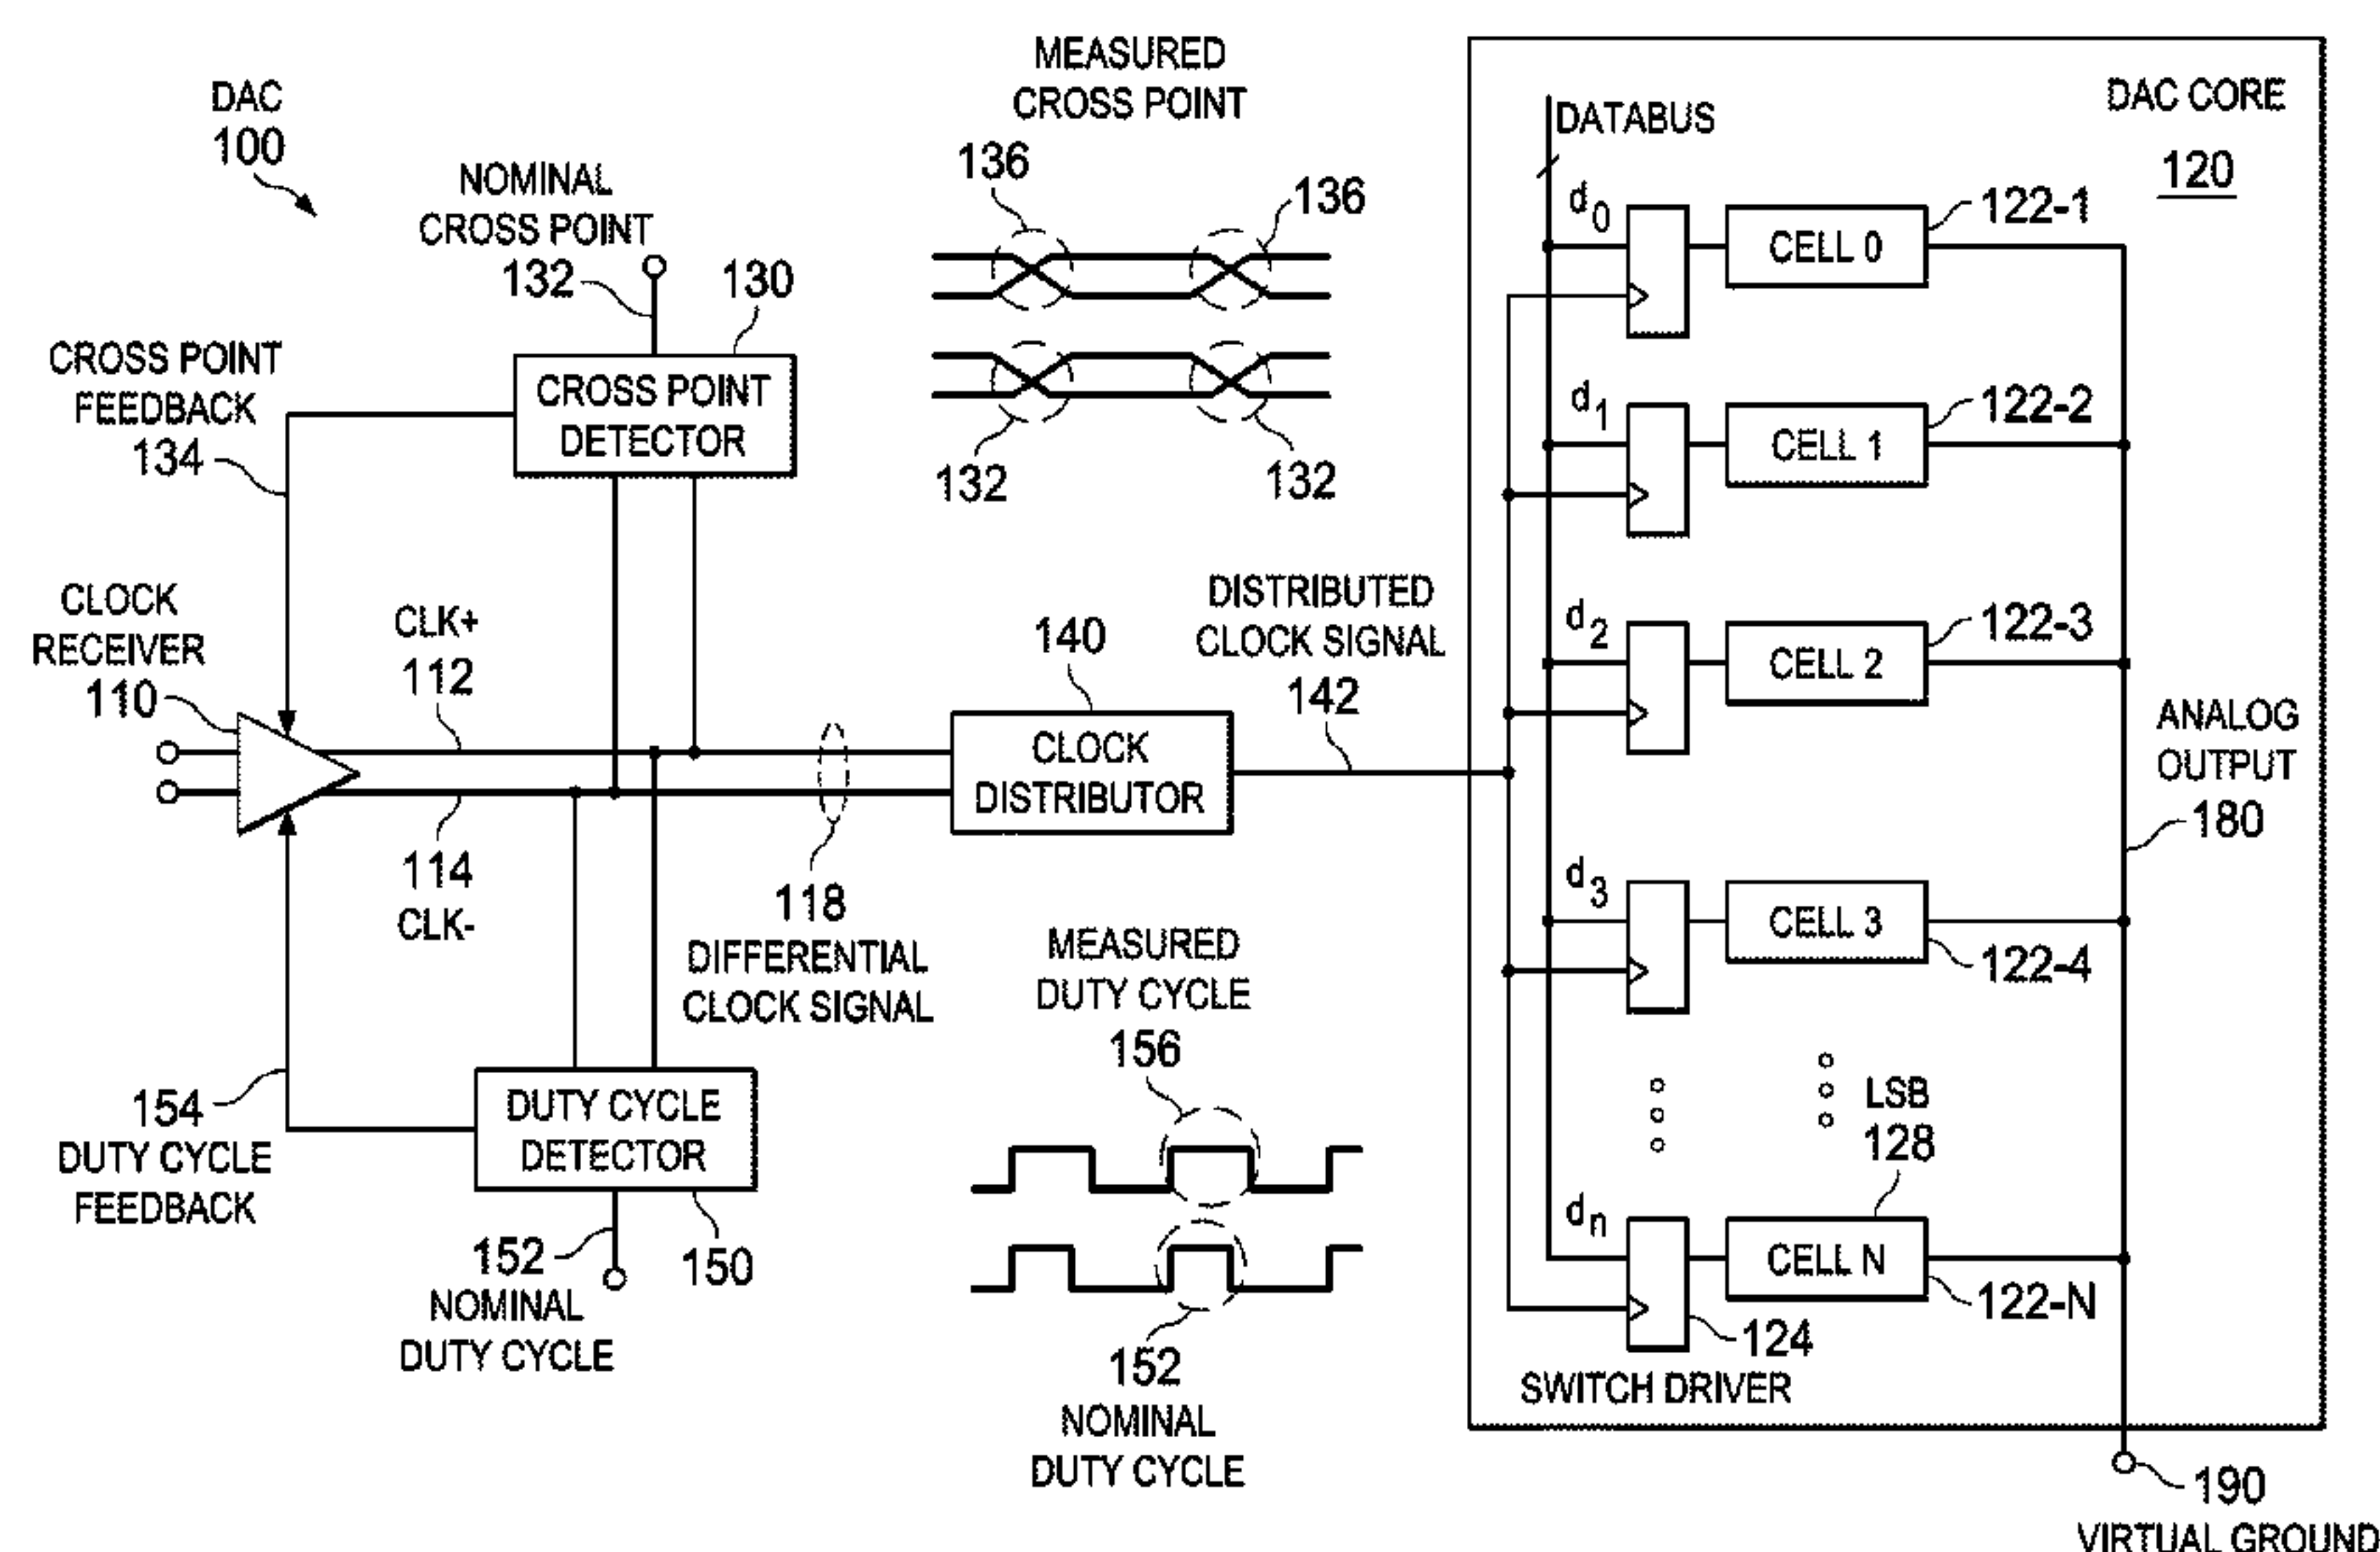 DAC
100
NOMINAL
CROSS POINT
132
130
CROSS POINT
FEEDBACK
134
CROSS POINT
DETECTOR
MEASURED
CROSS POINT
136
136
132
132
CLOCK
RECEIVER
110
CLK+
112
114
CLK-
118
DIFFERENTIAL
CLOCK SIGNAL
140
CLOCK
DISTRIBUTOR
DISTRIBUTED
CLOCK SIGNAL
142
154
DUTY CYCLE
FEEDBACK
DUTY CYCLE
DETECTOR
152
NOMINAL
DUTY CYCLE
150
MEASURED
DUTY CYCLE
156
152
NOMINAL
DUTY CYCLE
DAC CORE
120
DATABUS
d0
CELL 0
122-1
d1
CELL 1
122-2
d2
CELL 2
122-3
ANALOG
OUTPUT
180
d3
CELL 3
122-4
LSB
128
dn
CELL N
122-N
124
SWITCH DRIVER
190
VIRTUAL GROUND